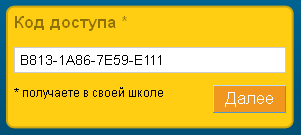 Код доступа *
B813-1A86-7E59-E111
* получаете в своей школе
Далее